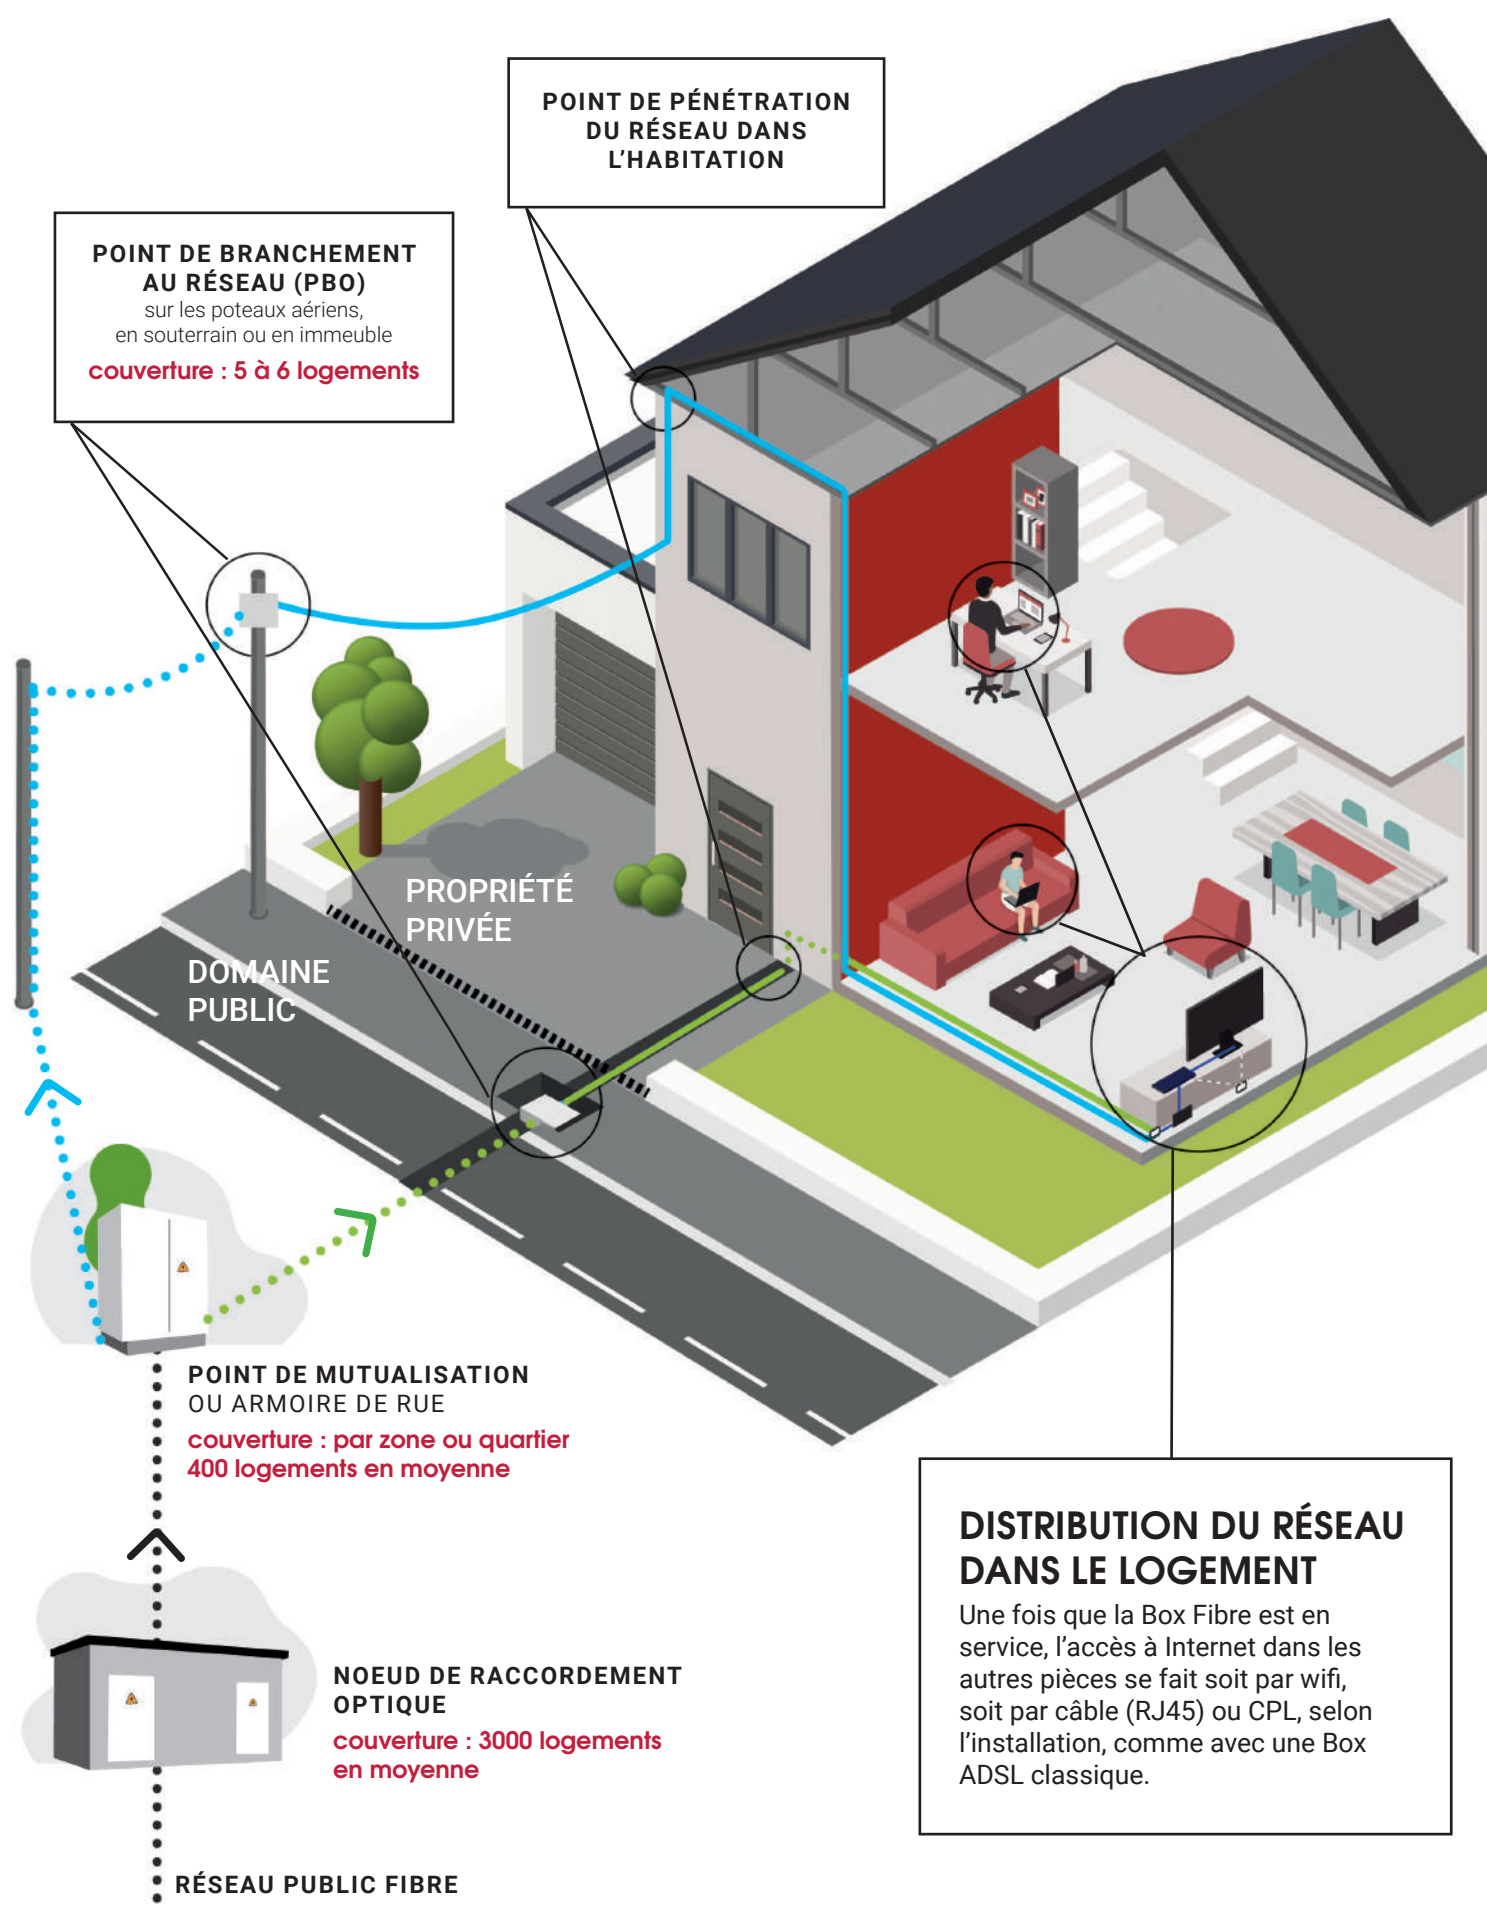 POINT DE PÉNÉTRATION
DU RÉSEAU DANS
L'HABITATION
POINT DE BRANCHEMENT
AU RÉSEAU (PBO)
sur les poteaux aériens,
en souterrain ou en immeuble
couverture : 5 à 6 logements
PROPRIÉTÉ
PRIVÉE
DOMAINE
PUBLIC
POINT DE MUTUALISATION
OU ARMOIRE DE RUE
couverture : par zone ou quartier
400 logements en moyenne
DISTRIBUTION DU RÉSEAU
DANS LE LOGEMENT
Une fois que la Box Fibre est en
service, l'accès à Internet dans les
autres pièces se fait soit par wifi,
soit par câble (RJ45) ou CPL, selon
l'installation, comme avec une Box
ADSL classique.
NOEUD DE RACCORDEMENT
OPTIQUE
couverture : 3000 logements
en moyenne
RÉSEAU PUBLIC FIBRE